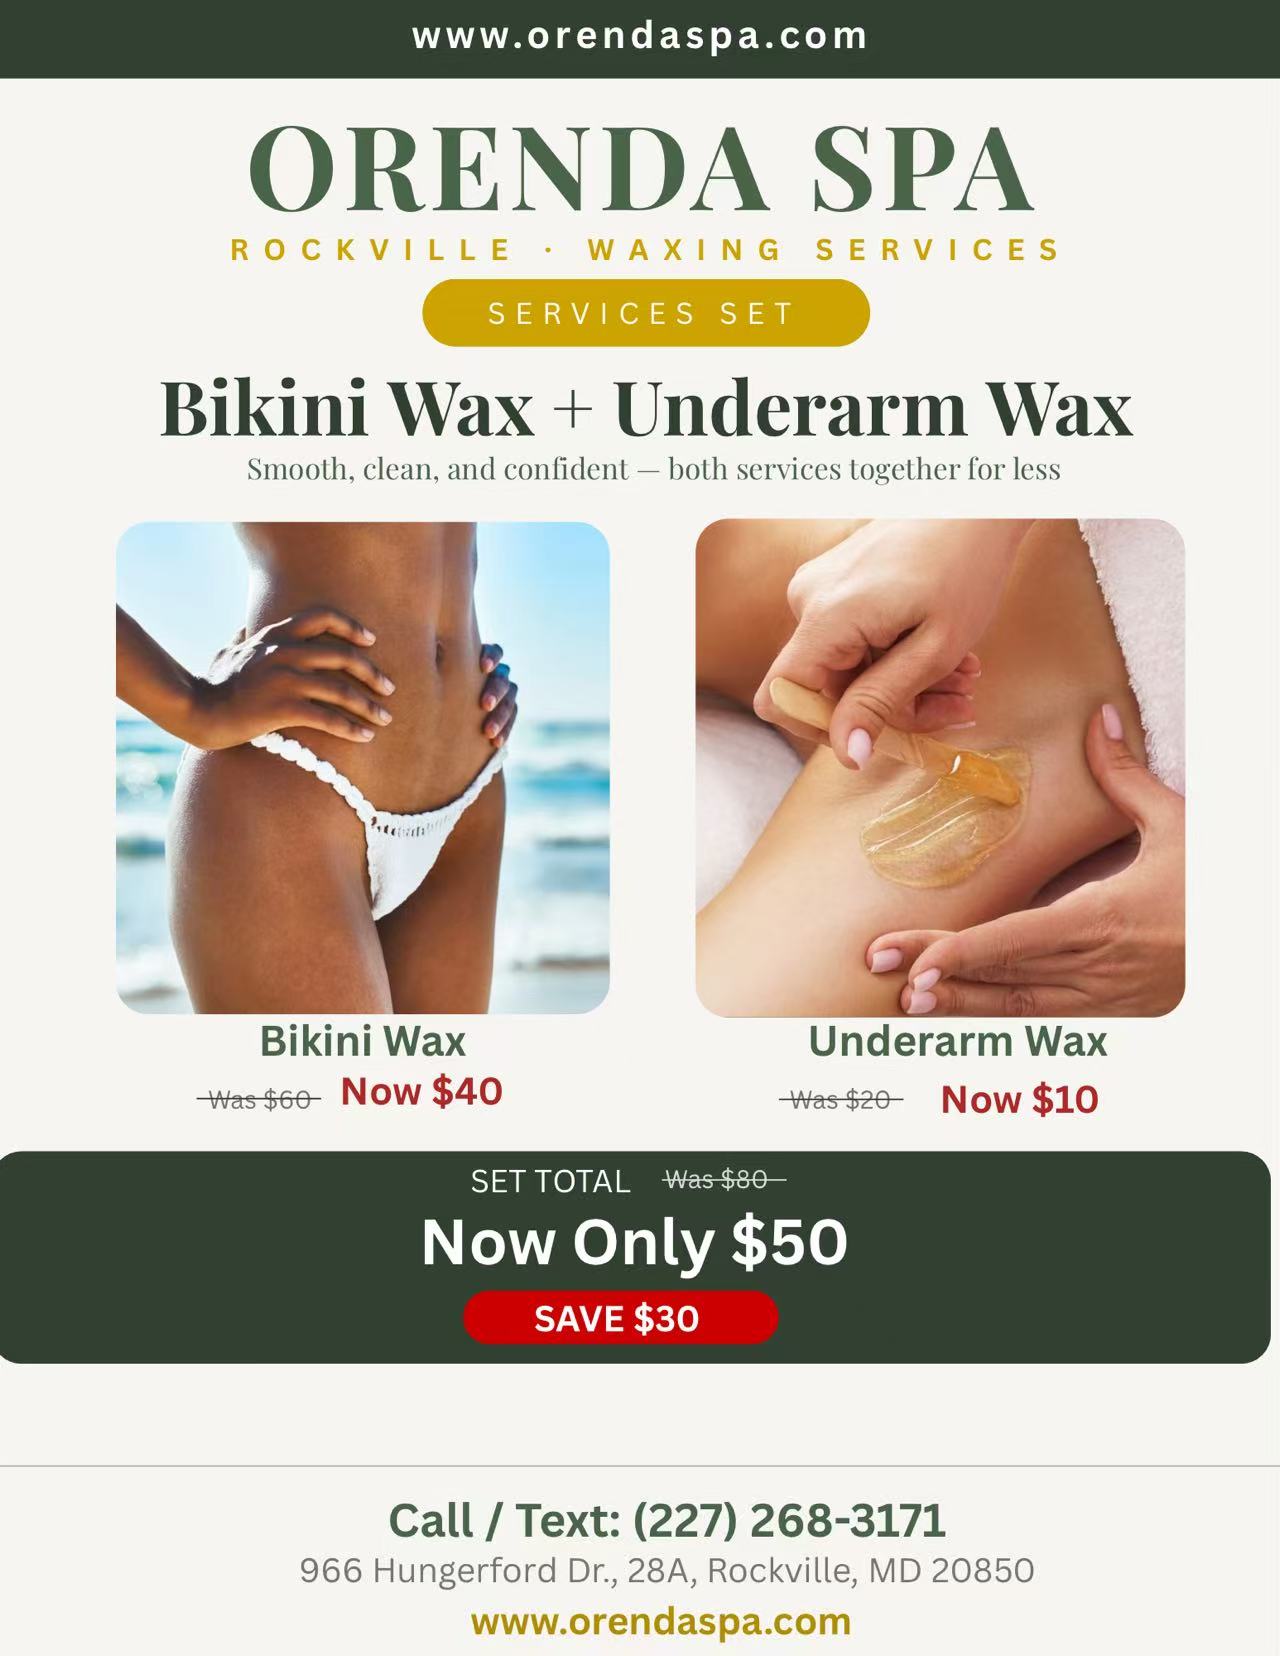 www.orendaspa.com
ORENDA SPA
ROCKVILLE · WAXING SERVICES
SERVICES SET
Bikini Wax + Underarm Wax
Smooth, clean, and confident — both services together for less
Bikini Wax
Was $60 Now $40
Underarm Wax
Was $20 Now $10
SET TOTAL Was $80
Now Only $50
SAVE $30
Call / Text: (227) 268-3171
966 Hungerford Dr., 28A, Rockville, MD 20850
www.orendaspa.com